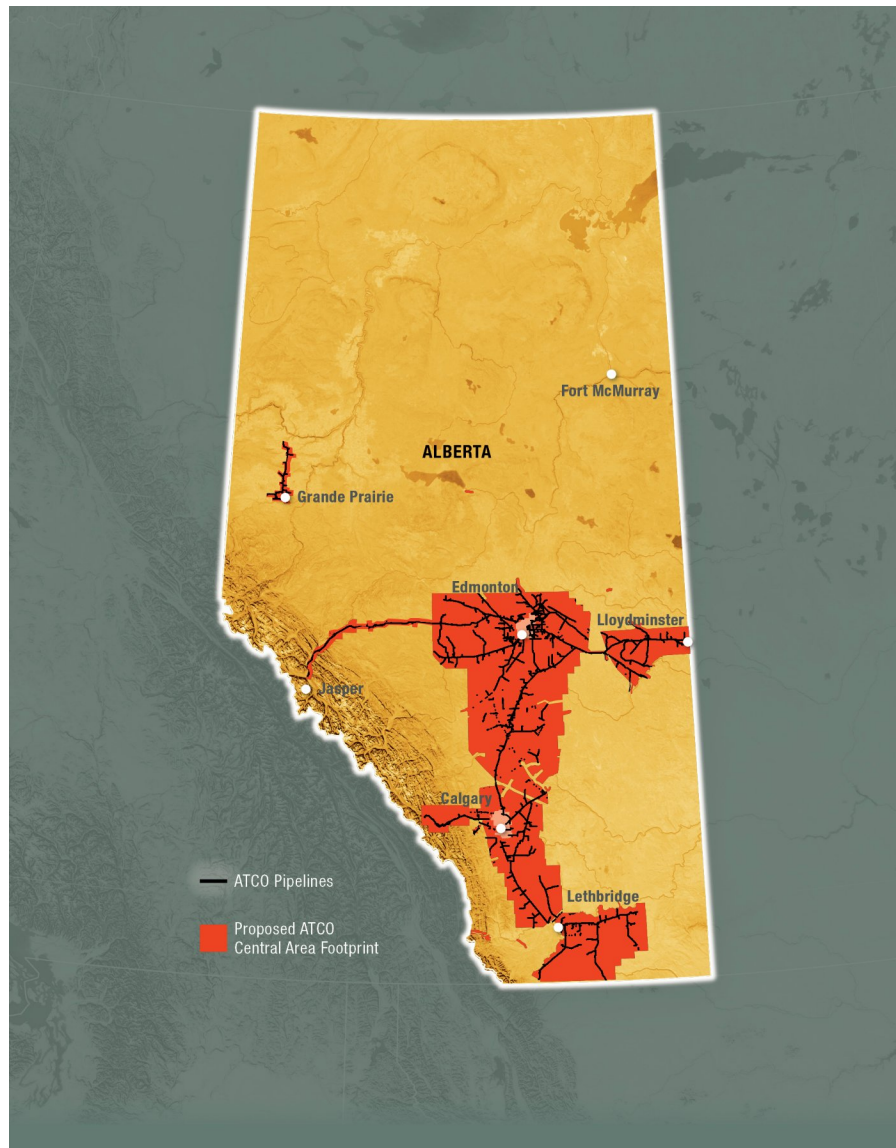 Fort McMurray
ALBERTA
Grande Prairie
Edmonton
Lloydminster
Jasper
Calgary
ATCO Pipelines
Lethbridge
Proposed ATCO
Central Area Footprint